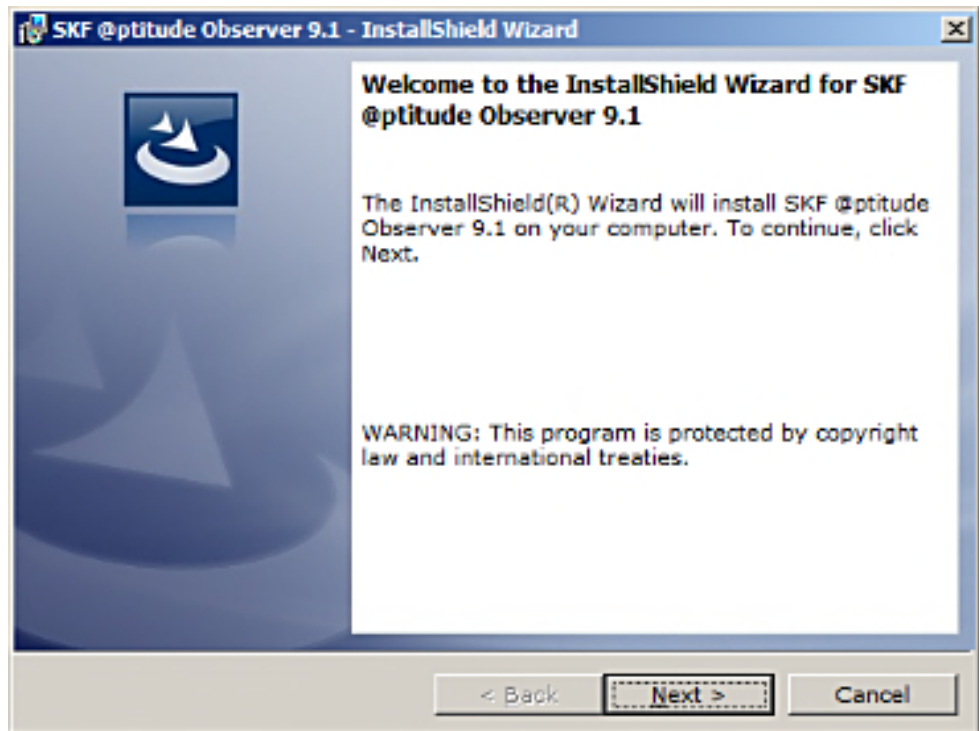 SKF @ptitude Observer 9.1 - InstallShield Wizard
Welcome to the InstallShield Wizard for SKF
@ptitude Observer 9.1
The InstallShield(R) Wizard will install SKF @ptitude
Observer 9.1 on your computer. To continue, click
Next.
WARNING: This program is protected by copyright
law and international treaties.
< Back
Next >
Cancel